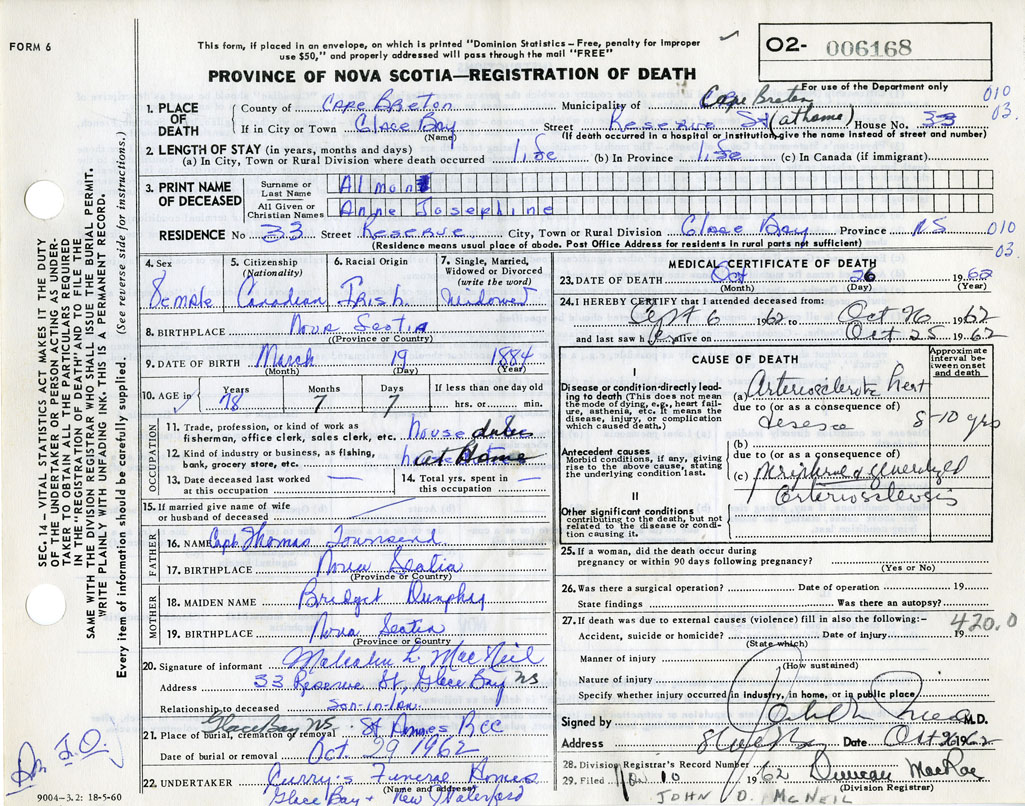 FORM 6
This form, if placed in an envelope, on which is printed "Dominion Statistics – Free, penalty for improper
use $50," and properly addressed will pass through the mail "FREE"
PROVINCE OF NOVA SCOTIA—REGISTRATION OF DEATH
O2- 006168
For use of the Department only
010
03.
SEC. 14 – VITAL STATISTICS ACT MAKES IT THE DUTY
OF THE UNDERTAKER OR PERSON ACTING AS UNDER-
TAKER TO OBTAIN ALL THE PARTICULARS REQUIRED
IN THE "REGISTRATION OF DEATH" AND TO FILE THE
SAME WITH THE DIVISION REGISTRAR WHO SHALL ISSUE THE BURIAL PERMIT.
WRITE PLAINLY WITH UNFADING INK. THIS IS A PERMANENT RECORD.
Every item of information should be carefully supplied. (See reverse side for instructions.)
1. PLACE OF DEATH
County of Cape Breton Municipality of Cape Breton
If in City or Town Glace Bay Street Reserve St (at home) House No. 33
(Name) (If death occurred in hospital or institution, give the name instead of street and number)
2. LENGTH OF STAY (in years, months and days)
(a) In City, Town or Rural Division where death occurred life (b) In Province life (c) In Canada (if immigrant)
3. PRINT NAME OF DECEASED
Surname or Last Name Almon
All Given or Christian Names Anne Josephine
RESIDENCE No 33 Street Reserve City, Town or Rural Division Glace Bay Province NS
010
03.
(Residence means usual place of abode. Post Office Address for residents in rural parts not sufficient)
4. Sex 5. Citizenship (Nationality) 6. Racial Origin 7. Single, Married, Widowed or Divorced (write the word)
Female Canadian Irish Widowed
8. BIRTHPLACE Nova Scotia
(Province or Country)
9. DATE OF BIRTH March 19 1884
(Month) (Day) (Year)
10. AGE in Years Months Days If less than one day old
78 7 7 hrs. or min.
OCCUPATION
11. Trade, profession, or kind of work as
fisherman, office clerk, sales clerk, etc. House duties
12. Kind of industry or business, as fishing,
bank, grocery store, etc. at Home
13. Date deceased last worked
at this occupation
14. Total yrs. spent in
this occupation
15. If married give name of wife
or husband of deceased
FATHER
16. NAME Capt. Thomas Townsend
17. BIRTHPLACE Nova Scotia
(Province or Country)
MOTHER
18. MAIDEN NAME Bridget Dunphy
19. BIRTHPLACE Nova Scotia
(Province or Country)
20. Signature of informant Malcolm L. MacNeil
Address 33 Reserve St, Glace Bay NS
Relationship to deceased son-in-law.
Glace Bay NS
21. Place of burial, cremation or removal St Annes
Date of burial or removal Oct 29 1962
22. UNDERTAKER Curry's Funeral Homes
(Name and address)
Glace Bay + New Waterford
9004-3.2: 18-5-60
MEDICAL CERTIFICATE OF DEATH
23. DATE OF DEATH Oct 26 1962
(Month) (Day) (Year)
24. I HEREBY CERTIFY that I attended deceased from:
Sept 6 1962 to Oct 26 1962
and last saw h alive on Oct 25 1962
CAUSE OF DEATH
Approximate interval between onset and death
I
Disease or condition directly lead-
ing to death (This does not mean
the mode of dying, e.g., heart fail-
ure, asthenia, etc. It means the
disease, injury, or complication
which caused death.)
(a) Arteriosclerotic heart
due to (or as a consequence of)
disease 8-10 yrs
Antecedent causes
Morbid conditions, if any, giving
rise to the above cause, stating
the underlying condition last.
(b)
due to (or as a consequence of)
(c) Peripheral & generalized
arteriosclerosis
II
Other significant conditions
contributing to the death, but not
related to the disease or condi-
tion causing it.
25. If a woman, did the death occur during
pregnancy or within 90 days following pregnancy?
(Yes or No)
26. Was there a surgical operation? Date of operation 19
State findings Was there an autopsy?
27. If death was due to external causes (violence) fill in also the following:-
420.0
Accident, suicide or homicide? Date of injury 19
(State which)
Manner of injury
(How sustained)
Nature of injury
Specify whether injury occurred in industry, in home, or in public place
Signed by M.D.
Address Date Oct 26 1962
28. Division Registrar's Record Number
29. Filed Nov 10 1962 Duncan MacRae
(Division Registrar)
JOHN D. McNEIL